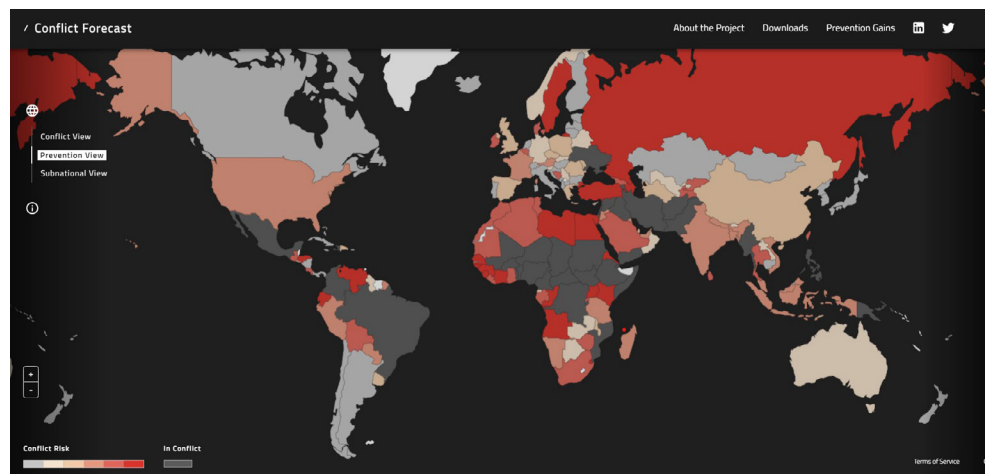 Conflict Forecast
About the Project Downloads Prevention Gains in
Conflict View
Prevention View
Subnational View
i
+
-
Conflict Risk In Conflict
Terms of Service